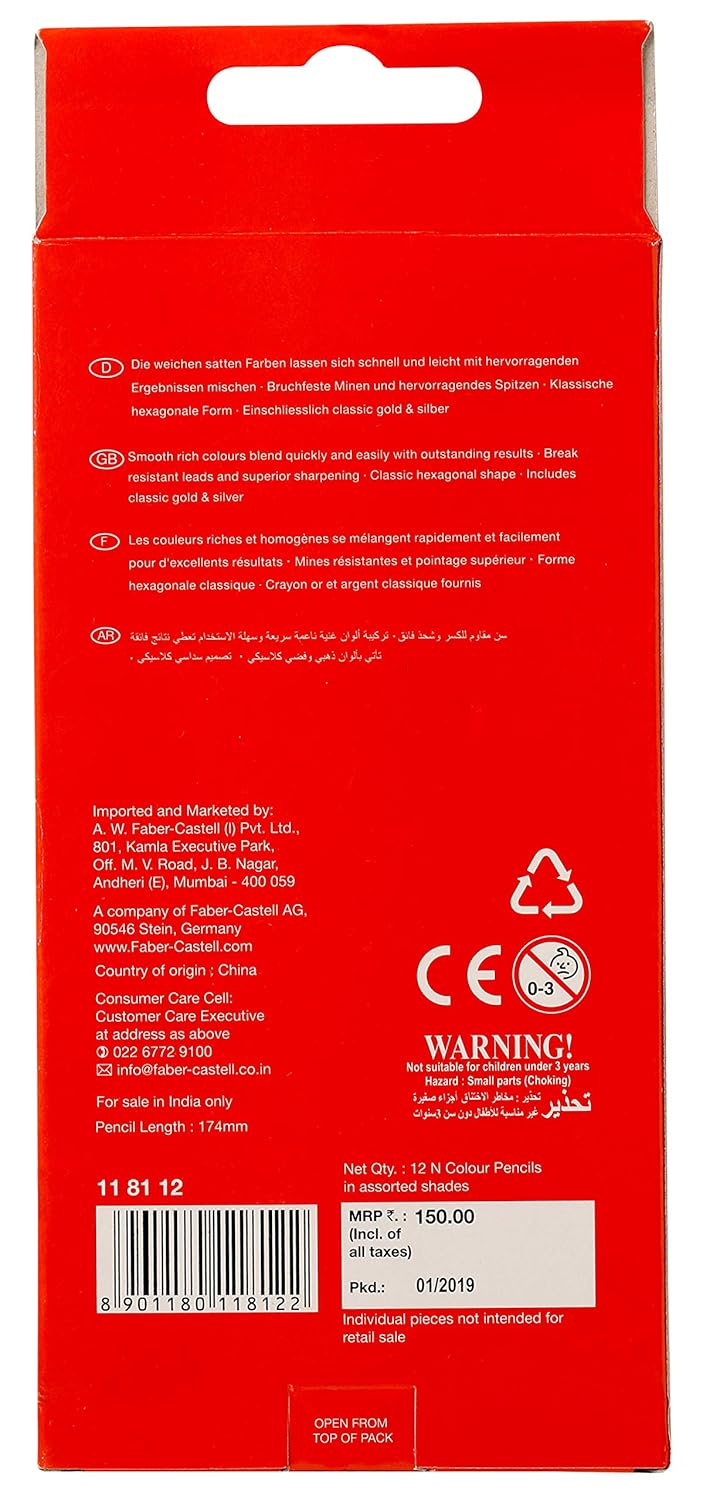 D Die weichen satten Farben lassen sich schnell und leicht mit hervorragenden
Ergebnissen mischen · Bruchfeste Minen und hervorragendes Spitzen · Klassische
hexagonale Form · Einschliesslich classic gold & silber
GB Smooth rich colours blend quickly and easily with outstanding results · Break
resistant leads and superior sharpening · Classic hexagonal shape · Includes
classic gold & silver
F Les couleurs riches et homogènes se mélangent rapidement et facilement
pour d'excellents résultats · Mines résistantes et pointage supérieur · Forme
hexagonale classique · Crayon or et argent classique fournis
AR سن مقاوم للكسر وشحذ فائق · تركيبة ألوان غنية ناعمة سريعة وسهلة الاستخدام تعطي نتائج فائقة
تأتي بألوان ذهبي وفضي كلاسيكي · تصميم سداسي كلاسيكي ·
Imported and Marketed by:
A. W. Faber-Castell (I) Pvt. Ltd.,
801, Kamla Executive Park,
Off. M. V. Road, J. B. Nagar,
Andheri (E), Mumbai - 400 059
A company of Faber-Castell AG,
90546 Stein, Germany
www.Faber-Castell.com
Country of origin : China
Consumer Care Cell:
Customer Care Executive
at address as above
022 6772 9100
info@faber-castell.co.in
For sale in India only
Pencil Length : 174mm
CE
0-3
WARNING!
Not suitable for children under 3 years
Hazard : Small parts (Choking)
تحذير
تحذير : مخاطر الاختناق أجزاء صغيرة
غير مناسبة للأطفال دون سن 3سنوات
11 81 12
8 901180 118122
Net Qty. : 12 N Colour Pencils
in assorted shades
MRP ₹. : 150.00
(Incl. of
all taxes)
Pkd.: 01/2019
Individual pieces not intended for
retail sale
OPEN FROM
TOP OF PACK